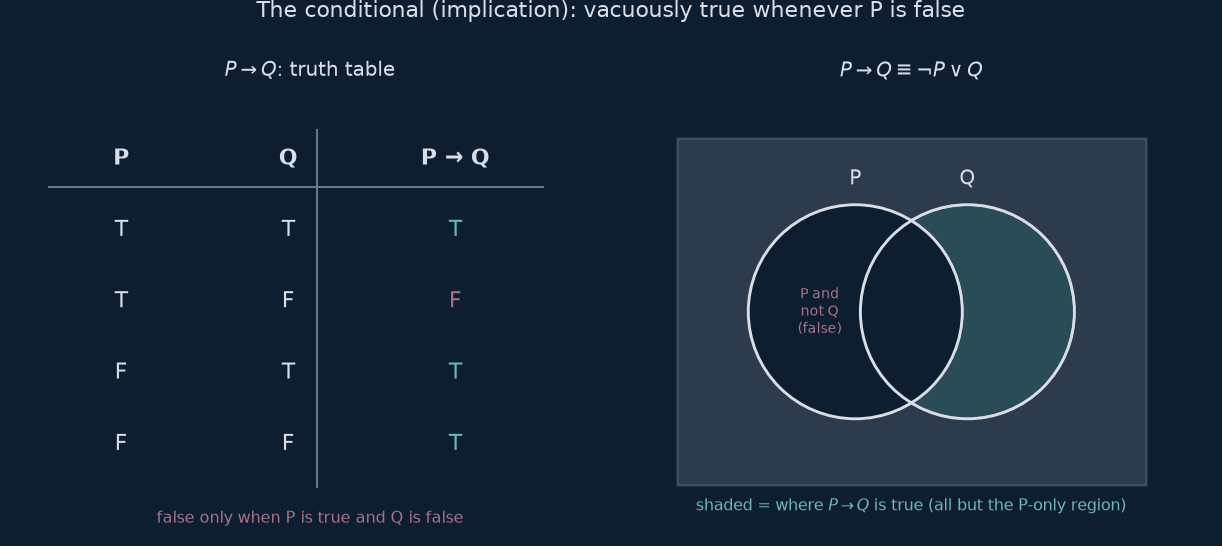 The conditional (implication): vacuously true whenever P is false
P → Q: truth table
P Q P → Q
T T T
T F F
F T T
F F T
false only when P is true and Q is false
P → Q ≡ ¬P ∨ Q
P Q
P and
not Q
(false)
shaded = where P → Q is true (all but the P-only region)